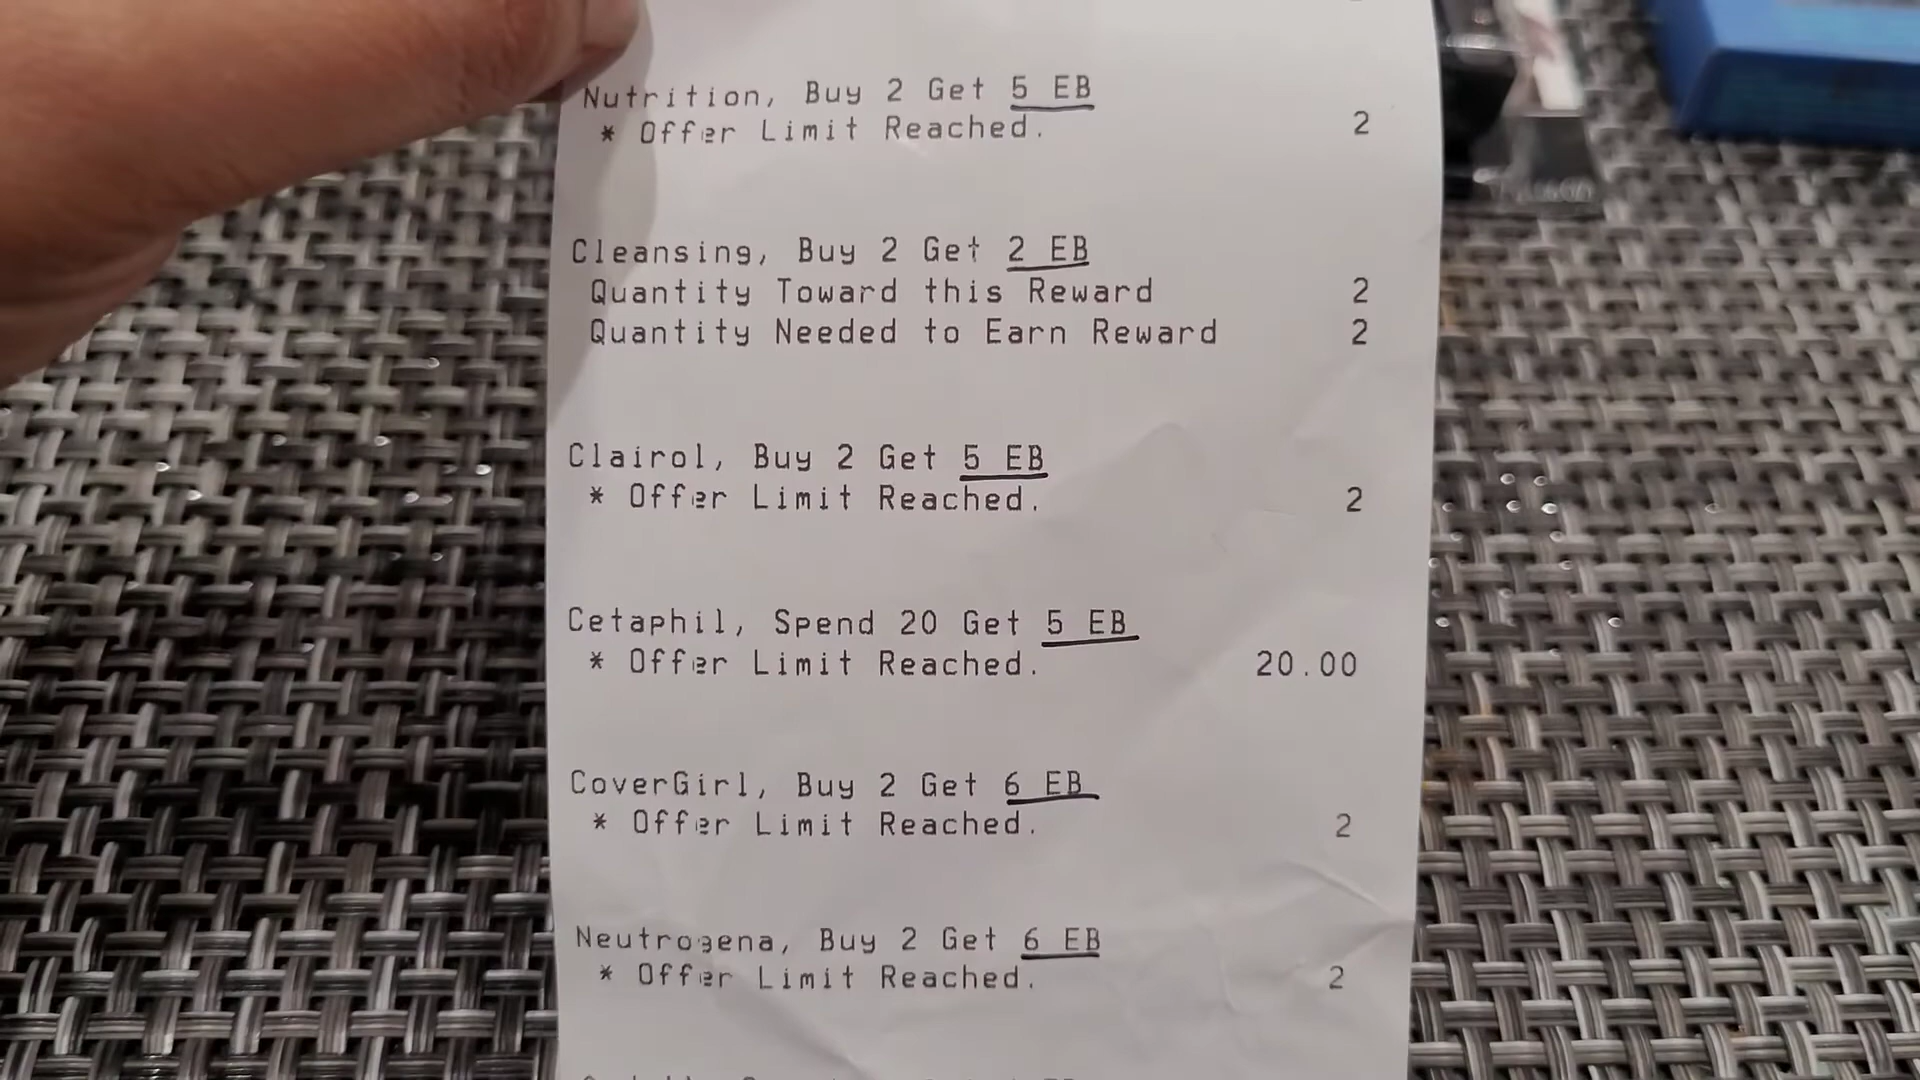 Nutrition, Buy 2 Get 5 EB
* Offer Limit Reached. 2
Cleansing, Buy 2 Get 2 EB
Quantity Toward this Reward 2
Quantity Needed to Earn Reward 2
Clairol, Buy 2 Get 5 EB
* Offer Limit Reached. 2
Cetaphil, Spend 20 Get 5 EB
* Offer Limit Reached. 20.00
CoverGirl, Buy 2 Get 6 EB
* Offer Limit Reached. 2
Neutrogena, Buy 2 Get 6 EB
* Offer Limit Reached. 2